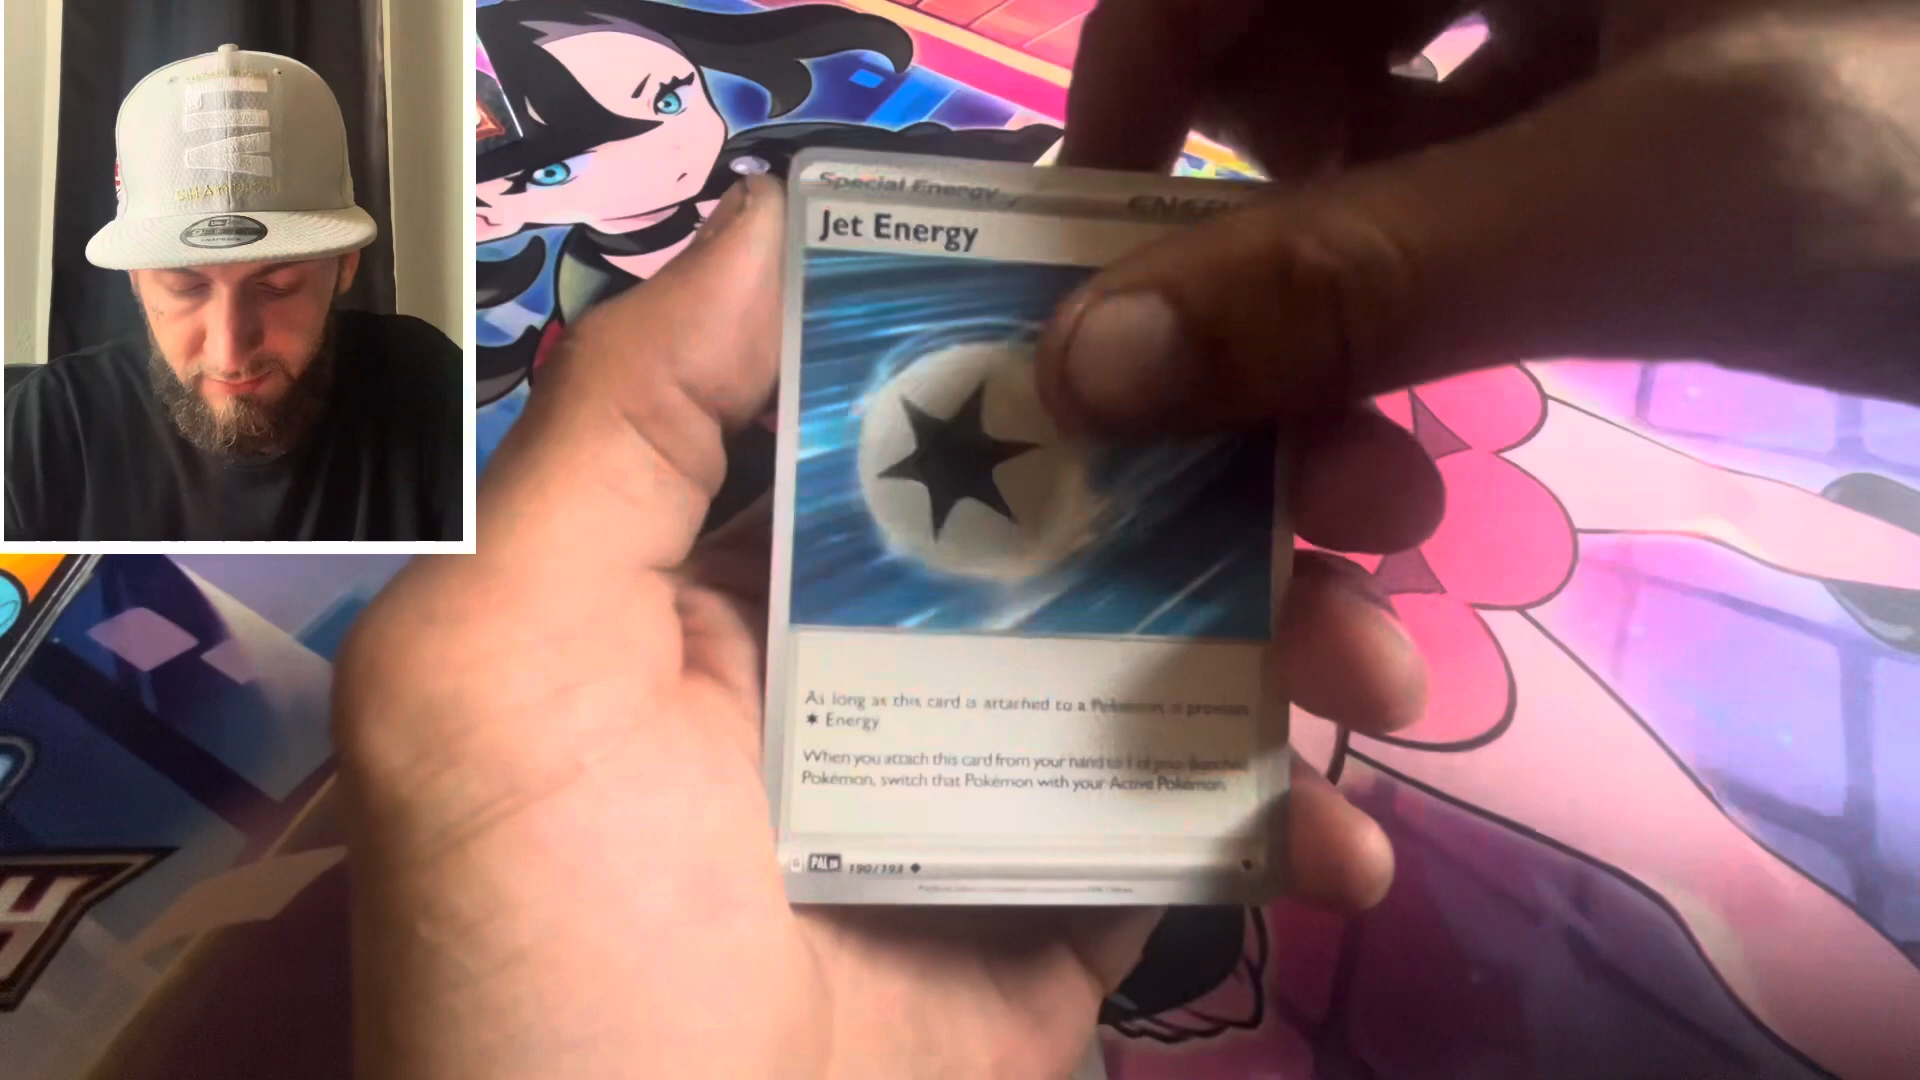 CHAMPIONS
Special Energy
Jet Energy
As long as this card is attached to a Pokémon, it provides
Energy
When you attach this card from your hand to 1 of your Benched
Pokémon, switch that Pokémon with your Active Pokémon.
PAL EN 190/193